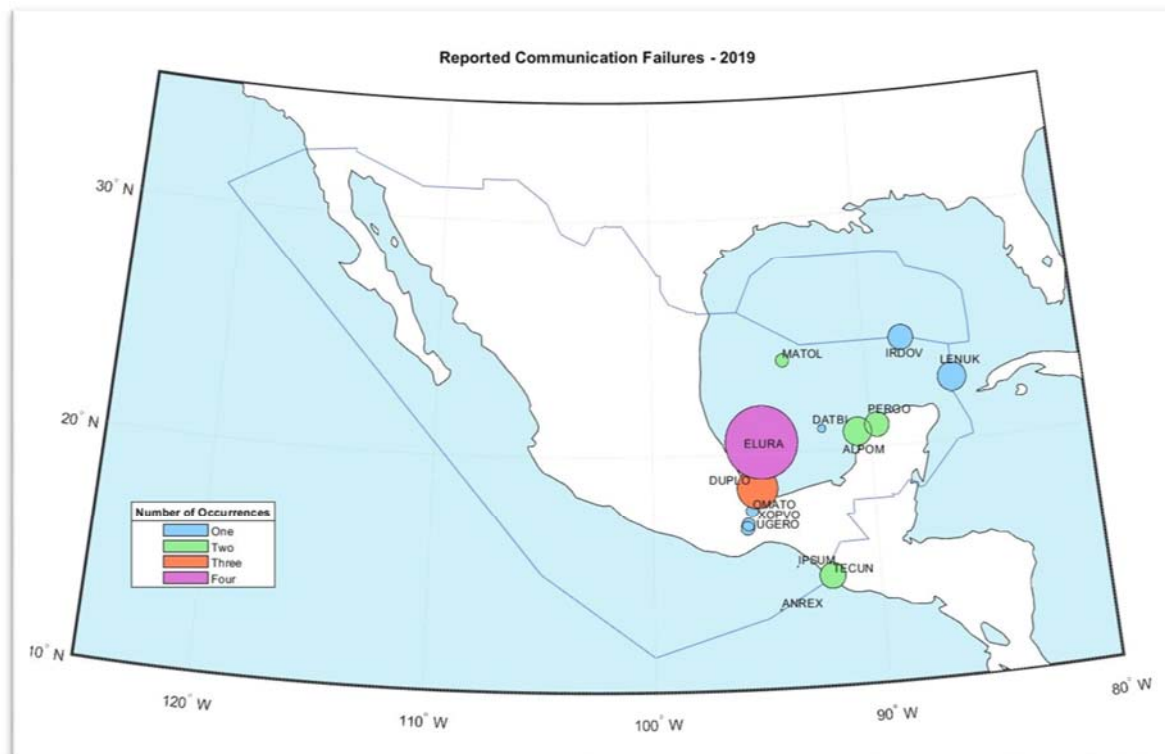 Reported Communication Failures - 2019
30° N
20° N
10° N
MATOL
IRDOV
LENUK
PERGO
DATBI
ALPOM
ELURA
DUPLO
OMATO
XOPVO
UGERO
IPSUM
TECUN
ANREX
Number of Occurrences
One
Two
Three
Four
120° W
110° W
100° W
90° W
80° W